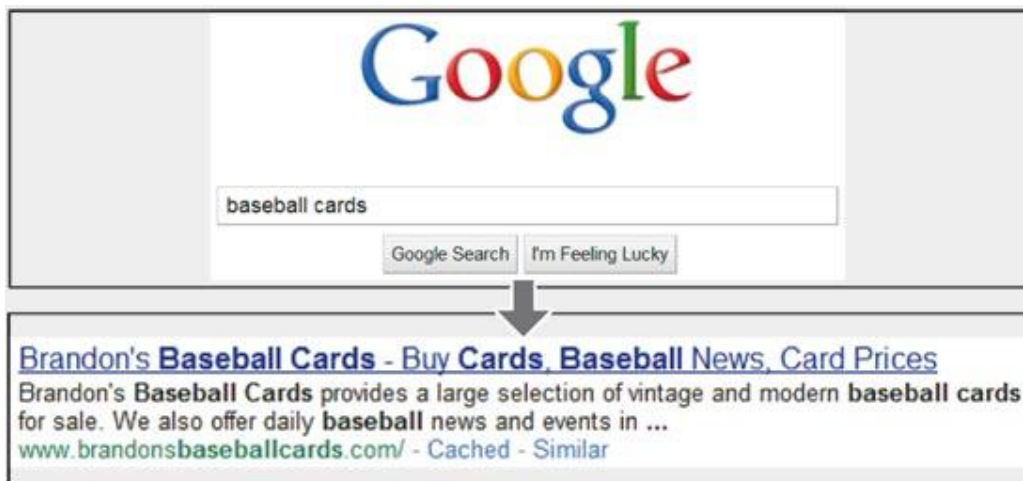 Google
baseball cards
Google Search I'm Feeling Lucky
Brandon's Baseball Cards - Buy Cards, Baseball News, Card Prices
Brandon's Baseball Cards provides a large selection of vintage and modern baseball cards
for sale. We also offer daily baseball news and events in ...
www.brandonsbaseballcards.com/ - Cached - Similar